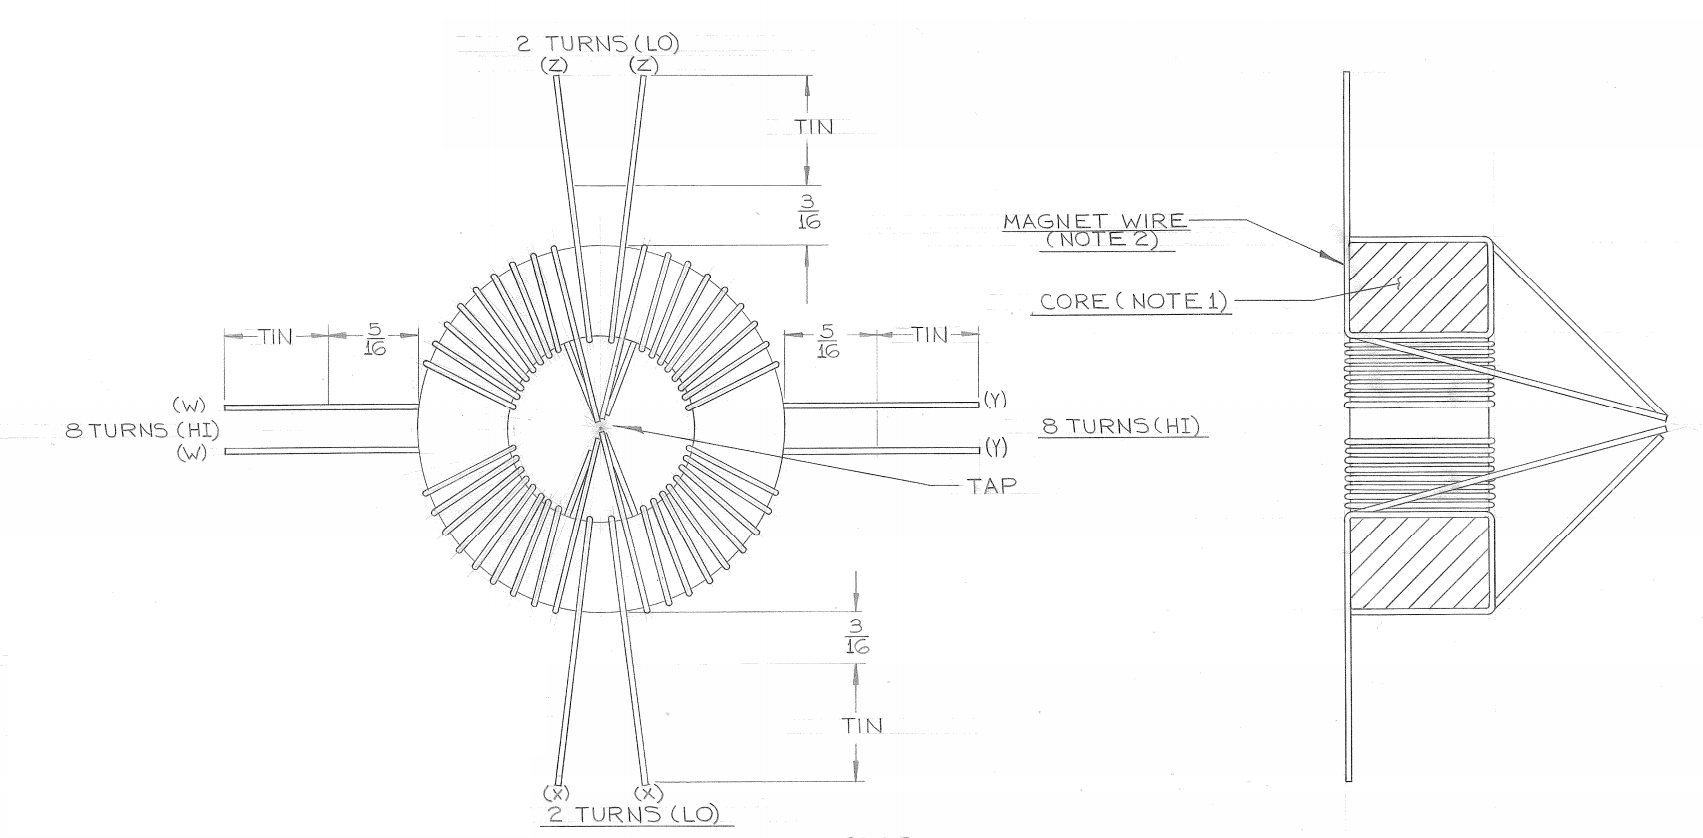 2 TURNS (LO)
(Z) (Z)
TIN
3/16
MAGNET WIRE
(NOTE 2)
CORE (NOTE 1)
TIN 5/16
5/16 TIN
(W)
8 TURNS (HI)
(W)
(Y)
8 TURNS (HI)
(Y)
TAP
3/16
TIN
(X) (X)
2 TURNS (LO)